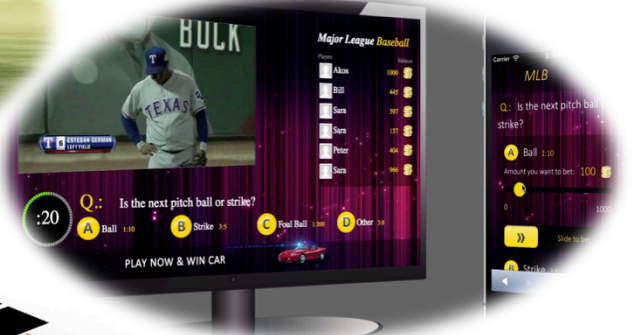 BUCK
T
TEXAS
T ESTEBAN GERMAN
LEFT FIELD
Major League Baseball
Players Balance
Akos 1000
Bill 445
Sara 597
Sara 137
Peter 404
Sara 966
:20
Q.: Is the next pitch ball or strike?
A Ball 1:10
B Strike 3:5
C Foul Ball 1:200
D Other 3:8
PLAY NOW & WIN CAR
Carrier
MLB
Q.: Is the next pitch ball
strike?
A Ball 1:10
Amount you want to bet: 100
0 1000
» Slide to bet
B Strike